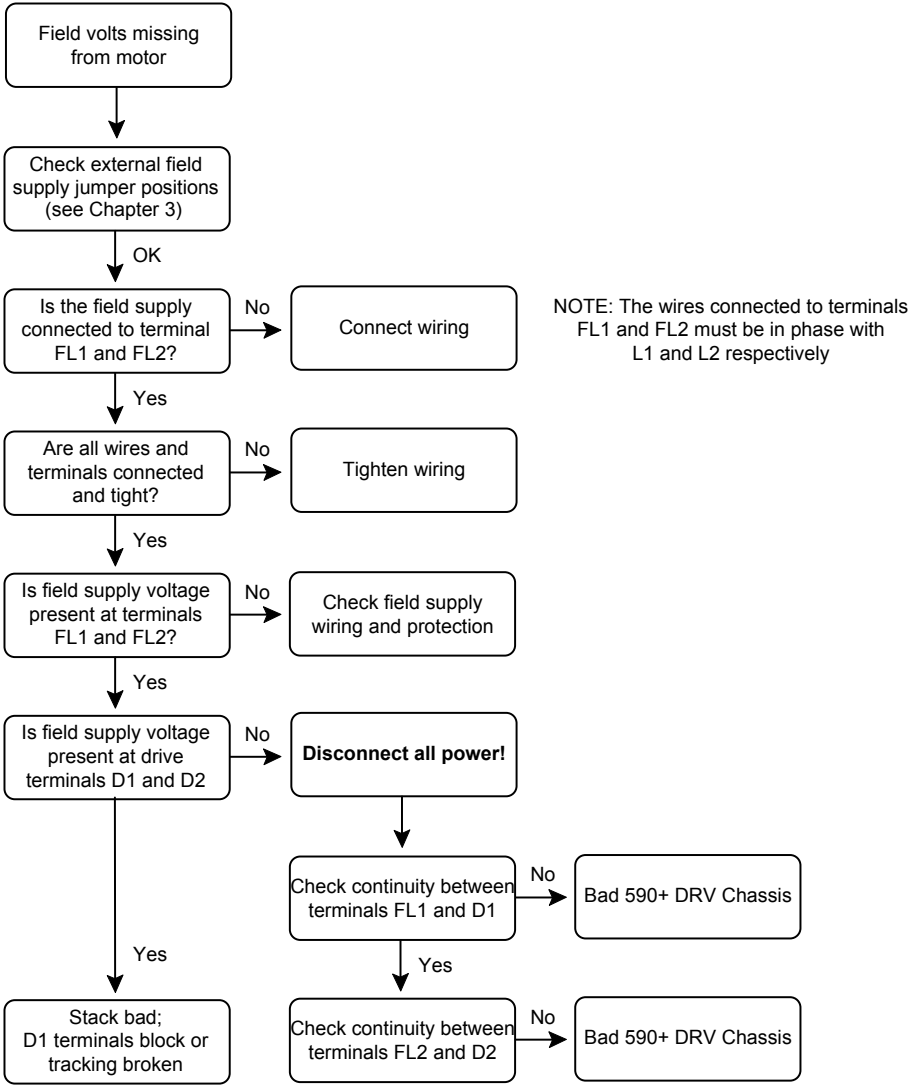 Field volts missing
from motor
Check external field
supply jumper positions
(see Chapter 3)
OK
Is the field supply
connected to terminal
FL1 and FL2?
No
Connect wiring
NOTE: The wires connected to terminals
FL1 and FL2 must be in phase with
L1 and L2 respectively
Yes
Are all wires and
terminals connected
and tight?
No
Tighten wiring
Yes
Is field supply voltage
present at terminals
FL1 and FL2?
No
Check field supply
wiring and protection
Yes
Is field supply voltage
present at drive
terminals D1 and D2
No
Disconnect all power!
Check continuity between
terminals FL1 and D1
No
Bad 590+ DRV Chassis
Yes
Yes
Stack bad;
D1 terminals block or
tracking broken
Check continuity between
terminals FL2 and D2
No
Bad 590+ DRV Chassis